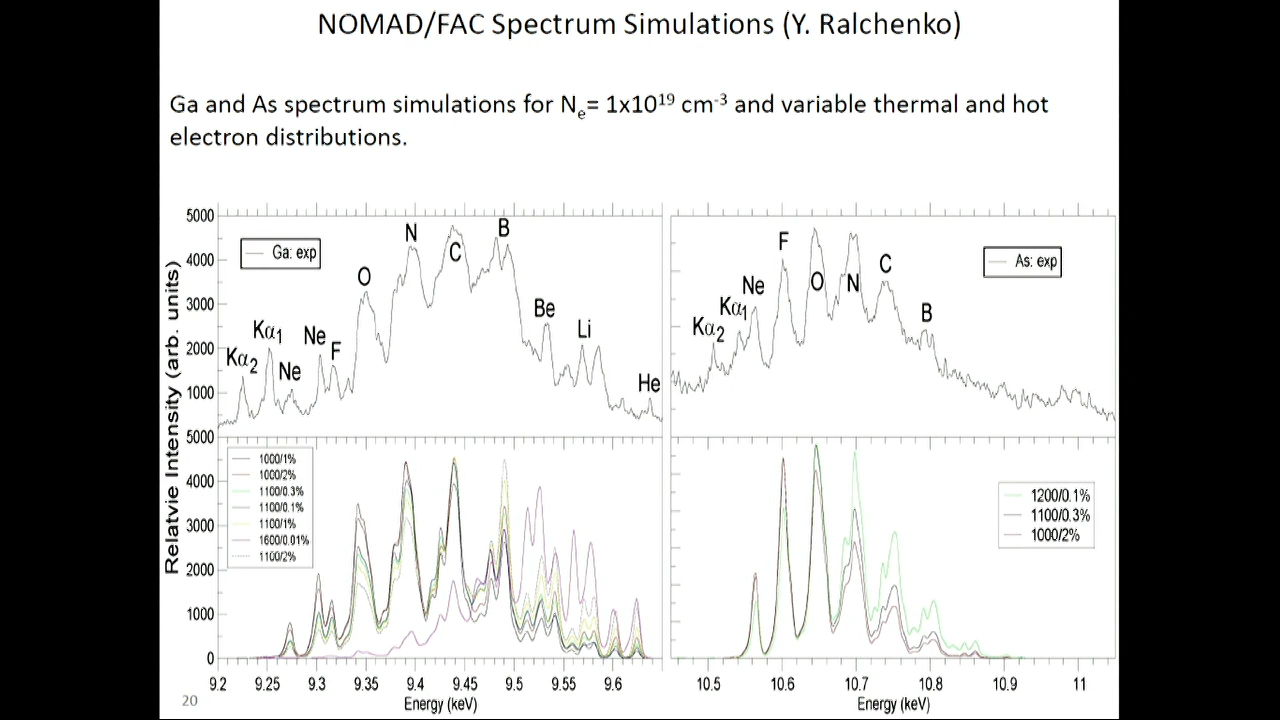 NOMAD/FAC Spectrum Simulations (Y. Ralchenko)
Ga and As spectrum simulations for Ne= 1x10¹⁹ cm⁻³ and variable thermal and hot
electron distributions.
Relatvie Intensity (arb. units)
5000
4000
3000
2000
1000
5000
4000
3000
2000
1000
0
Ga: exp
Kα₂
Kα₁
Ne
Ne
F
O
N
C
B
Be
Li
He
As: exp
Kα₂
Kα₁
Ne
F
O
N
C
B
1000/1%
1000/2%
1100/0.3%
1100/0.1%
1100/1%
1600/0.01%
1100/2%
1200/0.1%
1100/0.3%
1000/2%
9.2 9.25 9.3 9.35 9.4 9.45 9.5 9.55 9.6
10.5 10.6 10.7 10.8 10.9 11
Energy (keV)
Energy (keV)
20